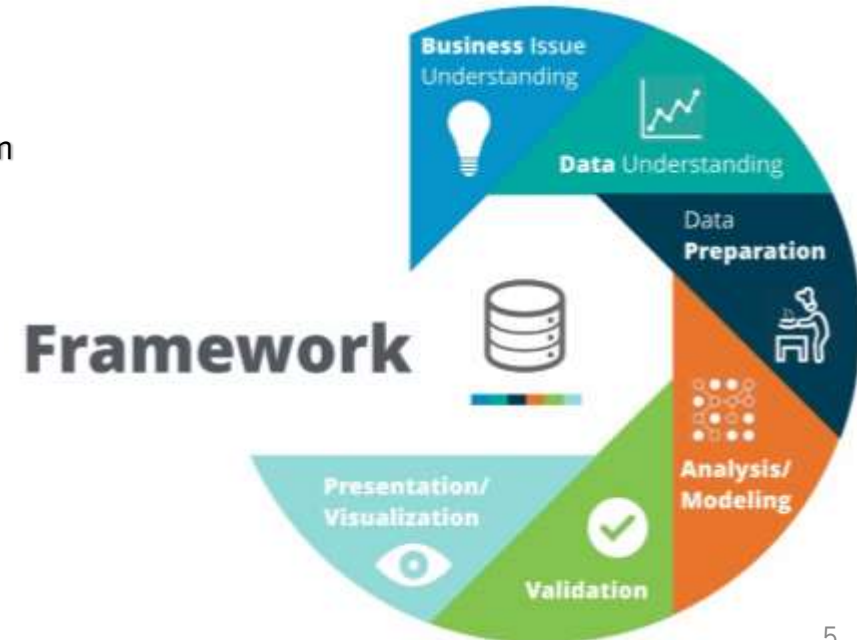 Business Issue
Understanding
Data Understanding
Data
Preparation
Framework
Analysis/
Modeling
Presentation/
Visualization
Validation
5